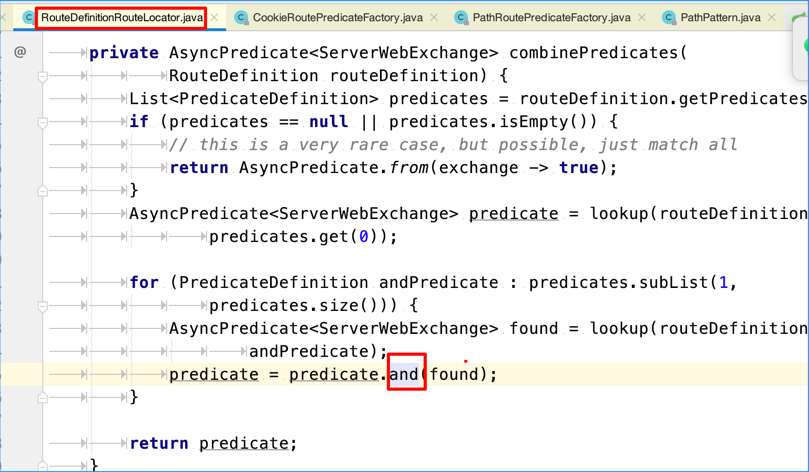 RouteDefinitionRouteLocator.java CookieRoutePredicateFactory.java PathRoutePredicateFactory.java PathPattern.java
@ private AsyncPredicate<ServerWebExchange> combinePredicates(
RouteDefinition routeDefinition) {
List<PredicateDefinition> predicates = routeDefinition.getPredicates
if (predicates == null || predicates.isEmpty()) {
// this is a very rare case, but possible, just match all
return AsyncPredicate.from(exchange -> true);
}
AsyncPredicate<ServerWebExchange> predicate = lookup(routeDefinition
predicates.get(0));
for (PredicateDefinition andPredicate : predicates.subList(1,
predicates.size())) {
AsyncPredicate<ServerWebExchange> found = lookup(routeDefinition
andPredicate);
predicate = predicate.and(found);
}
return predicate;
}